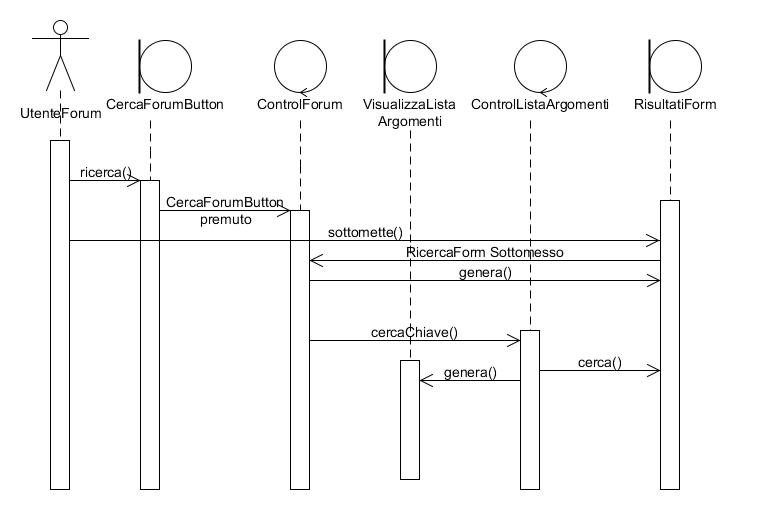 UtenteForum
CercaForumButton
ControlForum
VisualizzaLista
Argomenti
ControlListaArgomenti
RisultatiForm
ricerca()
CercaForumButton
premuto
sottomette()
RicercaForm Sottomesso
genera()
cercaChiave()
cerca()
genera()